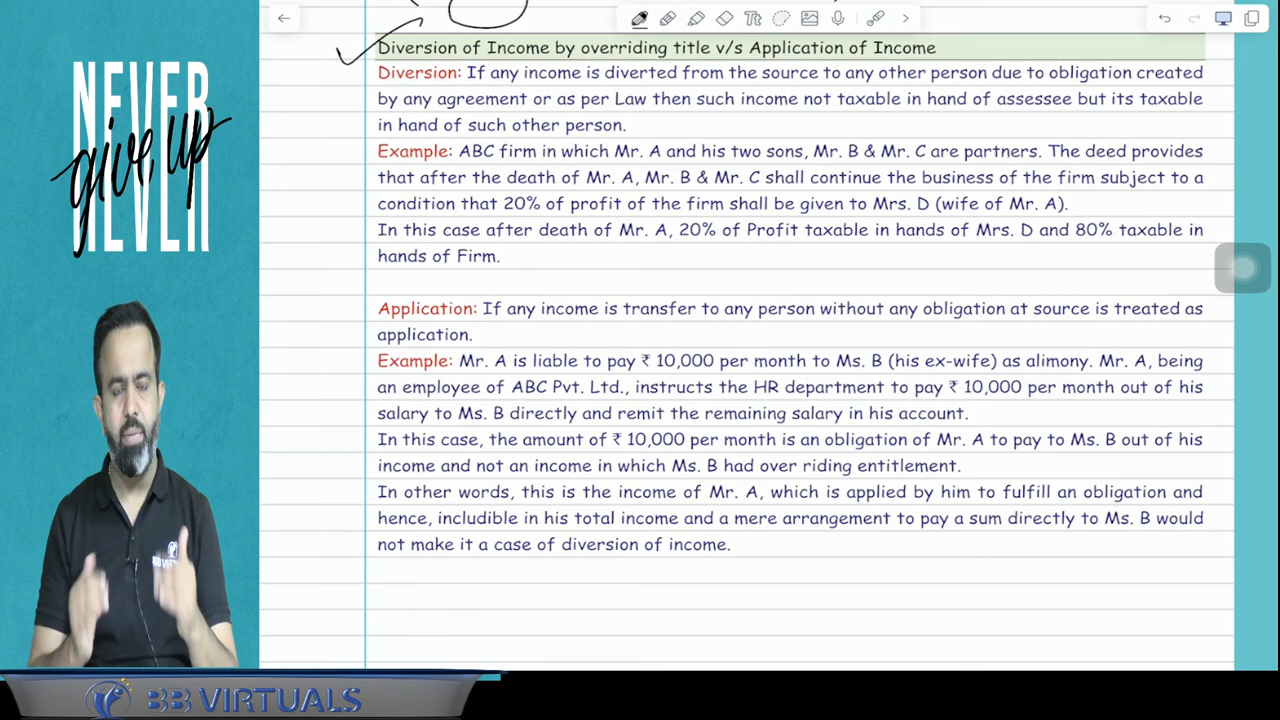 NEVER
give up
NEVER
Tt
Diversion of Income by overriding title v/s Application of Income
Diversion: If any income is diverted from the source to any other person due to obligation created
by any agreement or as per Law then such income not taxable in hand of assessee but its taxable
in hand of such other person.
Example: ABC firm in which Mr. A and his two sons, Mr. B & Mr. C are partners. The deed provides
that after the death of Mr. A, Mr. B & Mr. C shall continue the business of the firm subject to a
condition that 20% of profit of the firm shall be given to Mrs. D (wife of Mr. A).
In this case after death of Mr. A, 20% of Profit taxable in hands of Mrs. D and 80% taxable in
hands of Firm.
Application: If any income is transfer to any person without any obligation at source is treated as
application.
Example: Mr. A is liable to pay ₹ 10,000 per month to Ms. B (his ex-wife) as alimony. Mr. A, being
an employee of ABC Pvt. Ltd., instructs the HR department to pay ₹ 10,000 per month out of his
salary to Ms. B directly and remit the remaining salary in his account.
In this case, the amount of ₹ 10,000 per month is an obligation of Mr. A to pay to Ms. B out of his
income and not an income in which Ms. B had over riding entitlement.
In other words, this is the income of Mr. A, which is applied by him to fulfill an obligation and
hence, includible in his total income and a mere arrangement to pay a sum directly to Ms. B would
not make it a case of diversion of income.
BB VIRTUALS
BB VIRTUALS